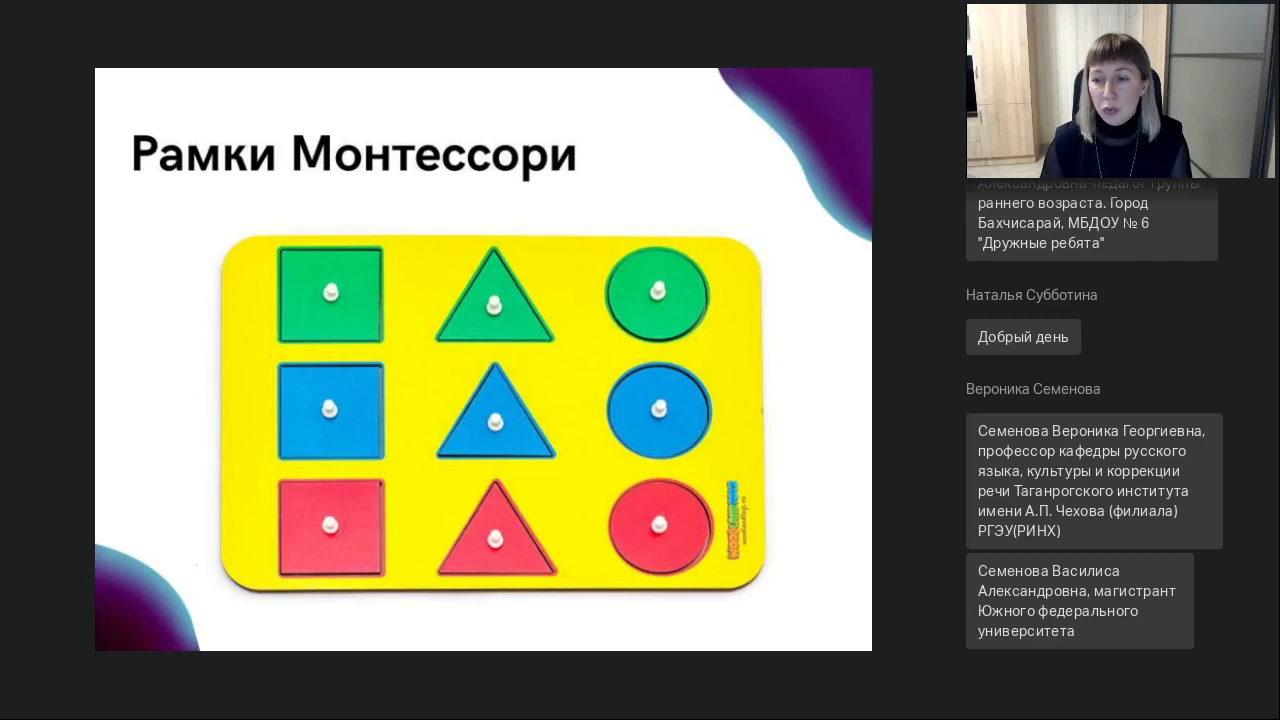 Рамки Монтессори
Александровна-педагог группы
раннего возраста. Город
Бахчисарай, МБДОУ № 6
"Дружные ребята"
Наталья Субботина
Добрый день
Вероника Семенова
Семенова Вероника Георгиевна,
профессор кафедры русского
языка, культуры и коррекции
речи Таганрогского института
имени А.П. Чехова (филиала)
РГЭУ(РИНХ)
Семенова Василиса
Александровна, магистрант
Южного федерального
университета